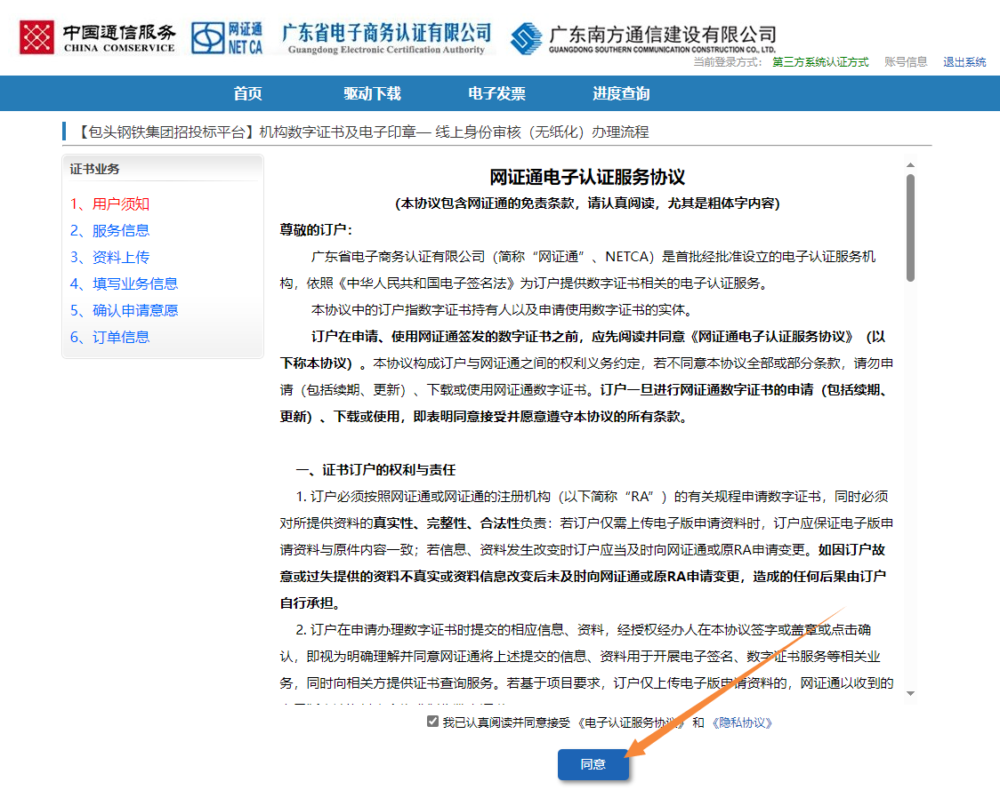 中国通信服务
CHINA COMSERVICE
网证通
NETCA
广东省电子商务认证有限公司
Guangdong Electronic Certification Authority
广东南方通信建设有限公司
GUANGDONG SOUTHERN COMMUNICATION CONSTRUCTION CO., LTD.
当前登录方式： 第三方系统认证方式 账号信息 退出系统
首页 驱动下载 电子发票 进度查询
【包头钢铁集团招投标平台】机构数字证书及电子印章— 线上身份审核（无纸化）办理流程
证书业务
1、用户须知
2、服务信息
3、资料上传
4、填写业务信息
5、确认申请意愿
6、订单信息
网证通电子认证服务协议
(本协议包含网证通的免责条款，请认真阅读，尤其是粗体字内容)
尊敬的订户：
广东省电子商务认证有限公司（简称“网证通”、NETCA）是首批经批准设立的电子认证服务机
构，依照《中华人民共和国电子签名法》为订户提供数字证书相关的电子认证服务。
本协议中的订户指数字证书持有人以及申请使用数字证书的实体。
订户在申请、使用网证通签发的数字证书之前，应先阅读并同意《网证通电子认证服务协议》（以
下称本协议）。本协议构成订户与网证通之间的权利义务约定，若不同意本协议全部或部分条款，请勿申
请（包括续期、更新）、下载或使用网证通数字证书。订户一旦进行网证通数字证书的申请（包括续期、
更新）、下载或使用，即表明同意接受并愿意遵守本协议的所有条款。
一、证书订户的权利与责任
1. 订户必须按照网证通或网证通的注册机构（以下简称“RA”）的有关规程申请数字证书，同时必须
对所提供资料的真实性、完整性、合法性负责：若订户仅需上传电子版申请资料时，订户应保证电子版申
请资料与原件内容一致；若信息、资料发生改变时订户应当及时向网证通或原RA申请变更。如因订户故
意或过失提供的资料不真实或资料信息改变后未及时向网证通或原RA申请变更，造成的任何后果由订户
自行承担。
2. 订户在申请办理数字证书时提交的相应信息、资料，经授权经办人在本协议签字或盖章或点击确
认，即视为明确理解并同意网证通将上述提交的信息、资料用于开展电子签名、数字证书服务等相关业
务，同时向相关方提供证书查询服务。若基于项目要求，订户仅上传电子版申请资料的，网证通以收到的
我已认真阅读并同意接受 《电子认证服务协议》 和 《隐私协议》
同意